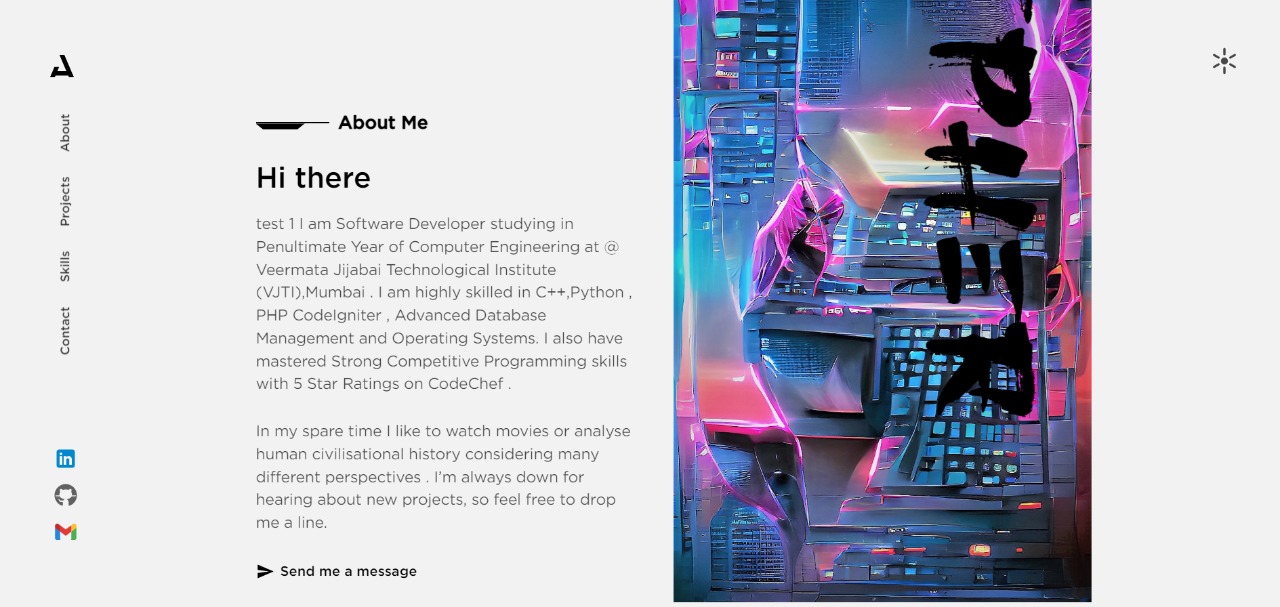 About
Projects
Skills
Contact
About Me
Hi there
test 1 I am Software Developer studying in
Penultimate Year of Computer Engineering at @
Veermata Jijabai Technological Institute
(VJTI),Mumbai . I am highly skilled in C++,Python ,
PHP CodeIgniter , Advanced Database
Management and Operating Systems. I also have
mastered Strong Competitive Programming skills
with 5 Star Ratings on CodeChef .
In my spare time I like to watch movies or analyse
human civilisational history considering many
different perspectives . I'm always down for
hearing about new projects, so feel free to drop
me a line.
Send me a message